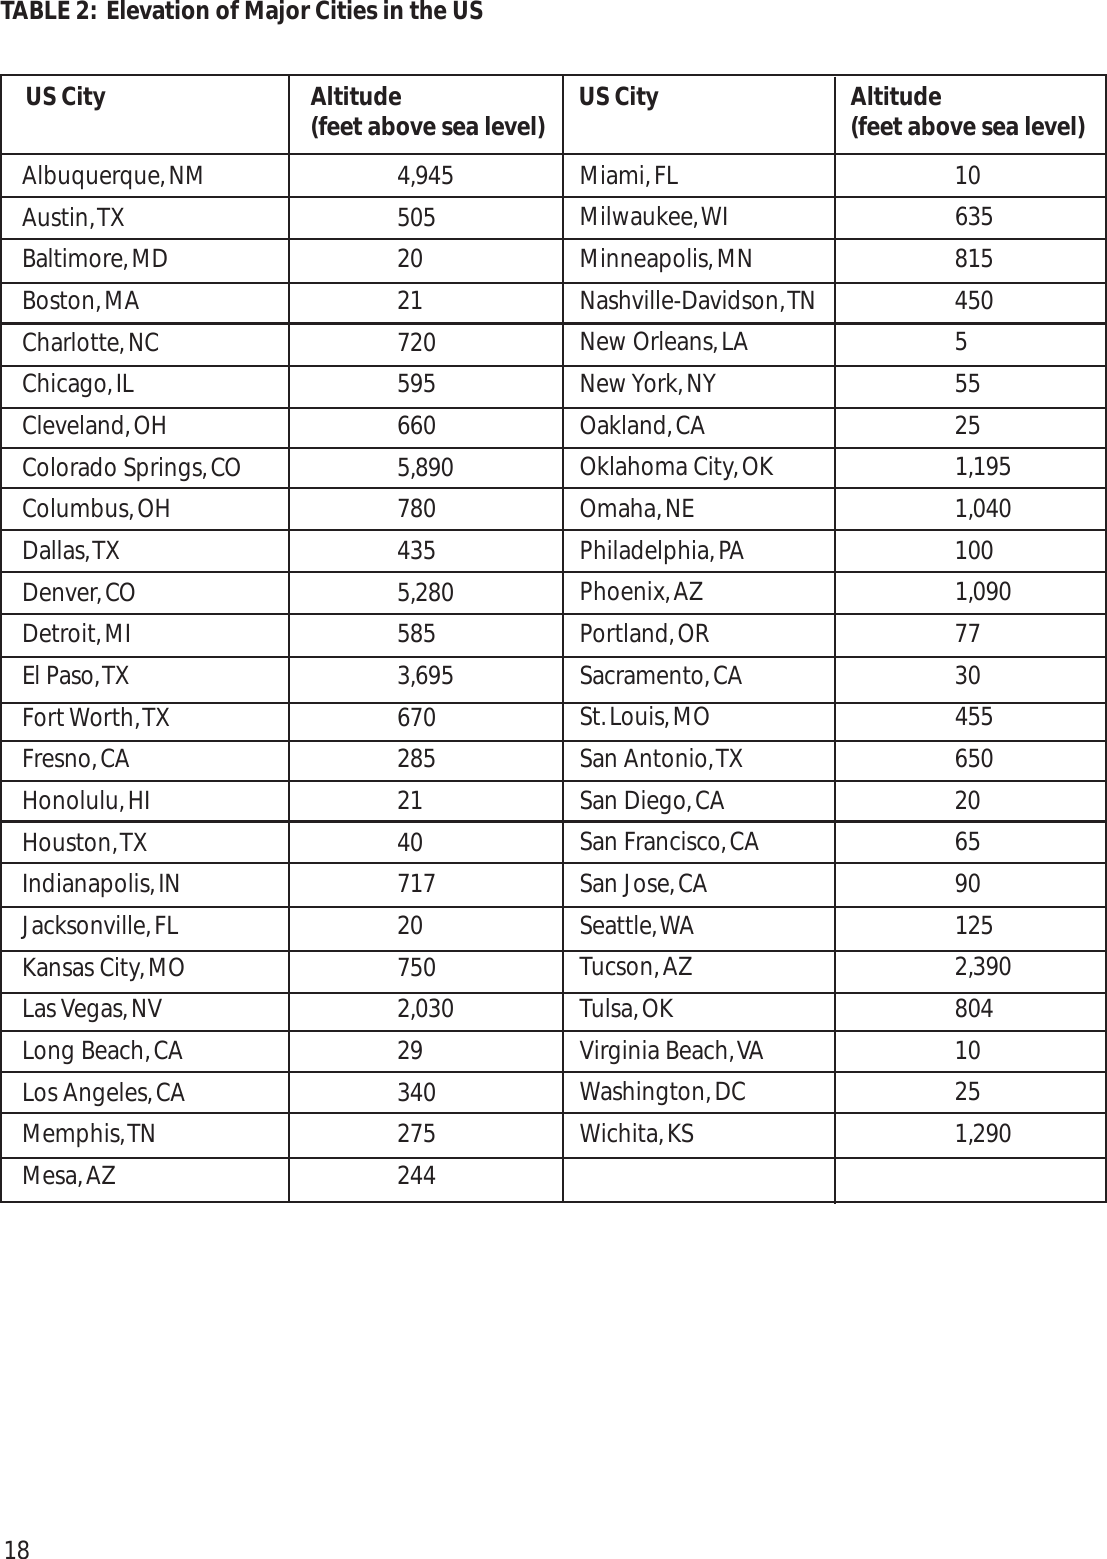 TABLE 2: Elevation of Major Cities in the US
US City Altitude US City Altitude
(feet above sea level) (feet above sea level)
Albuquerque, NM 4,945 Miami, FL 10
Austin, TX 505 Milwaukee, WI 635
Baltimore, MD 20 Minneapolis, MN 815
Boston, MA 21 Nashville-Davidson, TN 450
Charlotte, NC 720 New Orleans, LA 5
Chicago, IL 595 New York, NY 55
Cleveland, OH 660 Oakland, CA 25
Colorado Springs, CO 5,890 Oklahoma City, OK 1,195
Columbus, OH 780 Omaha, NE 1,040
Dallas, TX 435 Philadelphia, PA 100
Denver, CO 5,280 Phoenix, AZ 1,090
Detroit, MI 585 Portland, OR 77
El Paso, TX 3,695 Sacramento, CA 30
Fort Worth, TX 670 St. Louis, MO 455
Fresno, CA 285 San Antonio, TX 650
Honolulu, HI 21 San Diego, CA 20
Houston, TX 40 San Francisco, CA 65
Indianapolis, IN 717 San Jose, CA 90
Jacksonville, FL 20 Seattle, WA 125
Kansas City, MO 750 Tucson, AZ 2,390
Las Vegas, NV 2,030 Tulsa, OK 804
Long Beach, CA 29 Virginia Beach, VA 10
Los Angeles, CA 340 Washington, DC 25
Memphis, TN 275 Wichita, KS 1,290
Mesa, AZ 244
18